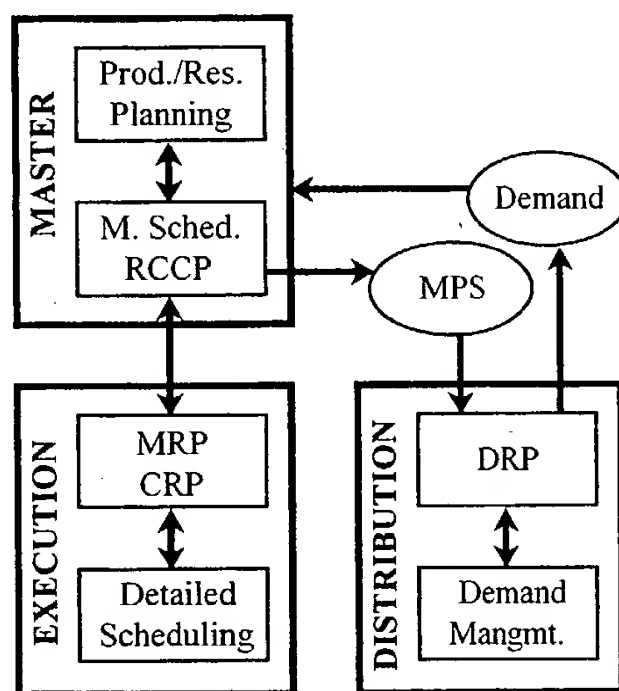 MASTER
Prod./Res.
Planning
M. Sched.
RCCP
Demand
MPS
EXECUTION
MRP
CRP
Detailed
Scheduling
DISTRIBUTION
DRP
Demand
Mangmt.